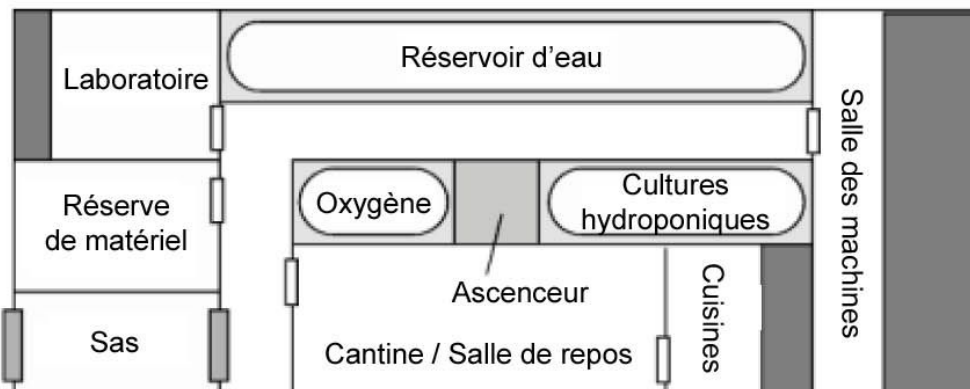 Réservoir d’eau
Laboratoire
Salle des machines
Oxygène
Cultures
hydroponiques
Réserve
de matériel
Ascenceur
Cuisines
Sas
Cantine / Salle de repos